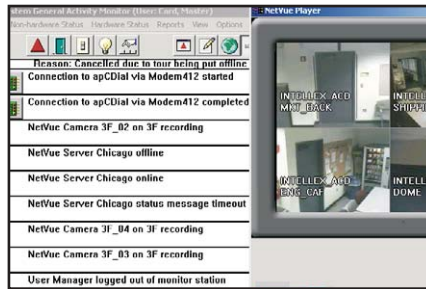 stem General Activity Monitor (User: Card, Master)
Non-hardware Status Hardware Status Reports View Options
Reason: Cancelled due to tour being put offline
Connection to apCDial via Modem412 started
Connection to apCDial via Modem412 completed
NetVue Camera 3F_02 on 3F recording
NetVue Server Chicago offline
NetVue Server Chicago online
NetVue Server Chicago status message timeout
NetVue Camera 3F_04 on 3F recording
NetVue Camera 3F_03 on 3F recording
User Manager logged out of monitor station
NetVue Player
INTELLEX_ACD
MKT_BACK
INTELLEX
SHIPPI
INTELLEX_ACD
ENG_CAF
INTELL
DOME